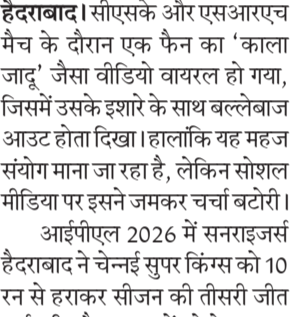 हैदराबाद। सीएसके और एसआरएच
मैच के दौरान एक फैन का ‘काला
जादू’ जैसा वीडियो वायरल हो गया,
जिसमें उसके इशारे के साथ बल्लेबाज
आउट होता दिखा। हालांकि यह महज
संयोग माना जा रहा है, लेकिन सोशल
मीडिया पर इसने जमकर चर्चा बटोरी।
आईपीएल 2026 में सनराइजर्स
हैदराबाद ने चेन्नई सुपर किंग्स को 10
रन से हराकर सीजन की तीसरी जीत